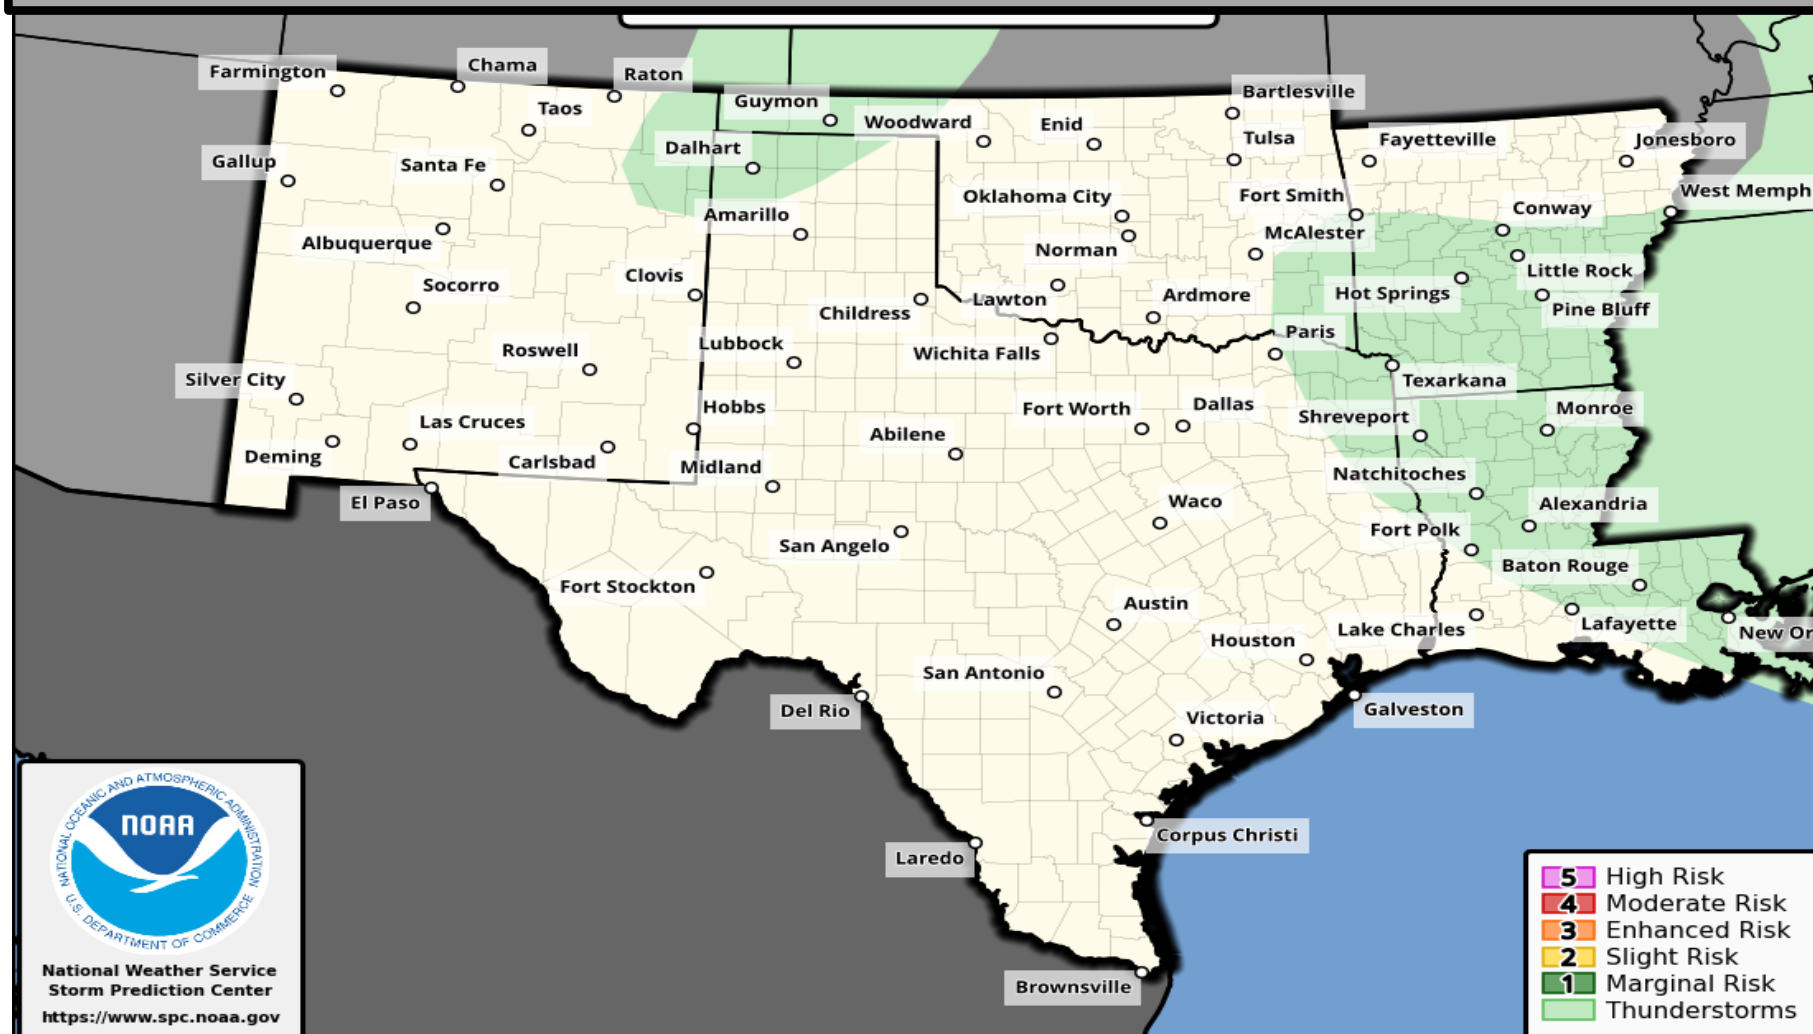 Farmington
Chama
Raton
Taos
Guymon
Woodward
Enid
Bartlesville
Tulsa
Fayetteville
Jonesboro
Gallup
Santa Fe
Dalhart
Oklahoma City
Fort Smith
Conway
West Memph
Albuquerque
Amarillo
Norman
McAlester
Little Rock
Socorro
Clovis
Childress
Lawton
Ardmore
Hot Springs
Pine Bluff
Roswell
Lubbock
Wichita Falls
Paris
Silver City
Texarkana
Las Cruces
Hobbs
Fort Worth
Dallas
Shreveport
Monroe
Deming
Carlsbad
Midland
Abilene
Natchitoches
El Paso
Waco
Alexandria
San Angelo
Fort Polk
Fort Stockton
Baton Rouge
Austin
Houston
Lake Charles
Lafayette
New Or
San Antonio
Del Rio
Victoria
Galveston
Corpus Christi
Laredo
Brownsville
NATIONAL OCEANIC AND ATMOSPHERIC ADMINISTRATION
NOAA
U.S. DEPARTMENT OF COMMERCE
National Weather Service
Storm Prediction Center
https://www.spc.noaa.gov
5 High Risk
4 Moderate Risk
3 Enhanced Risk
2 Slight Risk
1 Marginal Risk
Thunderstorms